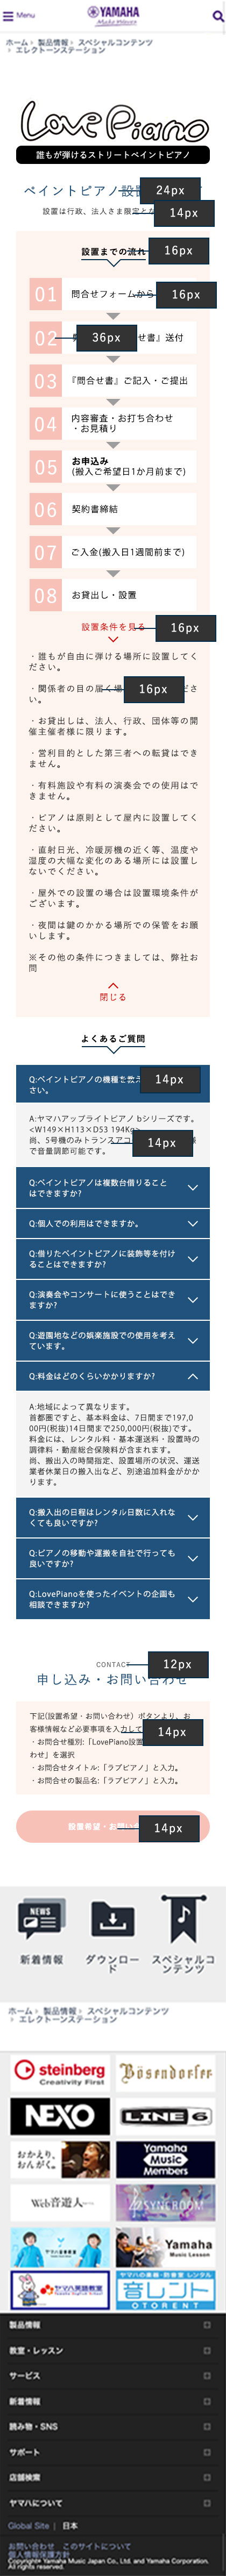 Menu
YAMAHA
Make Waves
ホーム › 製品情報 › スペシャルコンテンツ
› エレクトーンステーション
LovePiano
誰もが弾けるストリートペイントピアノ
ペイントピアノ設
24px
設置は行政、法人さま限定とな
14px
設置までの流れ
16px
01 問合せフォームから
16px
02
せ書』送付
36px
03 『問合せ書』ご記入・ご提出
04 内容審査・お打ち合わせ
・お見積り
05 お申込み
(搬入ご希望日1か月前まで)
06 契約書締結
07 ご入金(搬入日1週間前まで)
08 お貸出し・設置
設置条件を見る
16px
・誰もが自由に弾ける場所に設置してく
ださい。
・関係者の目の届く場
ださ
い。
16px
・お貸出しは、法人、行政、団体等の開
催主催者様に限ります。
・営利目的とした第三者への転貸はでき
ません。
・有料施設や有料の演奏会での使用はで
きません。
・ピアノは原則として屋内に設置してく
ださい。
・直射日光、冷暖房機の近く等、温度や
湿度の大幅な変化のある場所には設置し
ないでください。
・屋外での設置の場合は設置環境条件が
ございます。
・夜間は鍵のかかる場所での保管をお願
いします。
※その他の条件につきましては、弊社お
問
閉じる
よくあるご質問
Q:ペイントピアノの機種を教え
さい。
14px
A:ヤマハアップライトピアノ bシリーズです。
<W149×H113×D53 194Kg>
尚、5号機のみトランスアコ
で音量調節可能です。
14px
Q:ペイントピアノは複数台借りること
はできますか?
Q:個人での利用はできますか。
Q:借りたペイントピアノに装飾等を付け
ることはできますか?
Q:演奏会やコンサートに使うことはでき
ますか?
Q:遊園地などの娯楽施設での使用を考え
ています。
Q:料金はどのくらいかかりますか?
A:地域によって異なります。
首都圏ですと、基本料金は、7日間まで197,0
00円(税抜)14日間まで250,000円(税抜)です。
料金には、レンタル料・基本運送料・設置時の
調律料・動産総合保険料が含まれます。
尚、搬出入の時間指定、設置場所の状況、運送
業者休業日の搬入出など、別途追加料金がかか
ります。
Q:搬入出の日程はレンタル日数に入れな
くても良いですか?
Q:ピアノの移動や運搬を自社で行っても
良いですか?
Q:LovePianoを使ったイベントの企画も
相談できますか?
CONTACT
12px
申し込み・お問い合わせ
下記(設置希望・お問い合わせ）ボタンより、お
客様情報など必要事項を入力して
14px
・お問合せ種別:「LovePiano設置
わせ」を選択
・お問合せタイトル:「ラブピアノ」と入力。
・お問合せの製品名:「ラブピアノ」と入力。
設置希望・お問い合
14px
NEWS
新着情報
ダウンロー
ド
スペシャルコ
ンテンツ
ホーム › 製品情報 › スペシャルコンテンツ
› エレクトーンステーション
steinberg
Creativity First
Bösendorfer
NEXO
LINE 6
おかえり、
おんがく。
Yamaha
Music
Members
Web音遊人
SYNCROOM
ヤマハ音楽教室
Yamaha
Music Lesson
ヤマハ英語教室
ヤマハの楽器・防音室 レンタル
音レント
OTORENT
製品情報
教室・レッスン
サービス
新着情報
読み物・SNS
サポート
店舗検索
ヤマハについて
Global Site | 日本
お問い合わせ このサイトについて
個人情報保護方針
Copyright© Yamaha Music Japan Co., Ltd. and Yamaha Corporation.
All rights reserved.